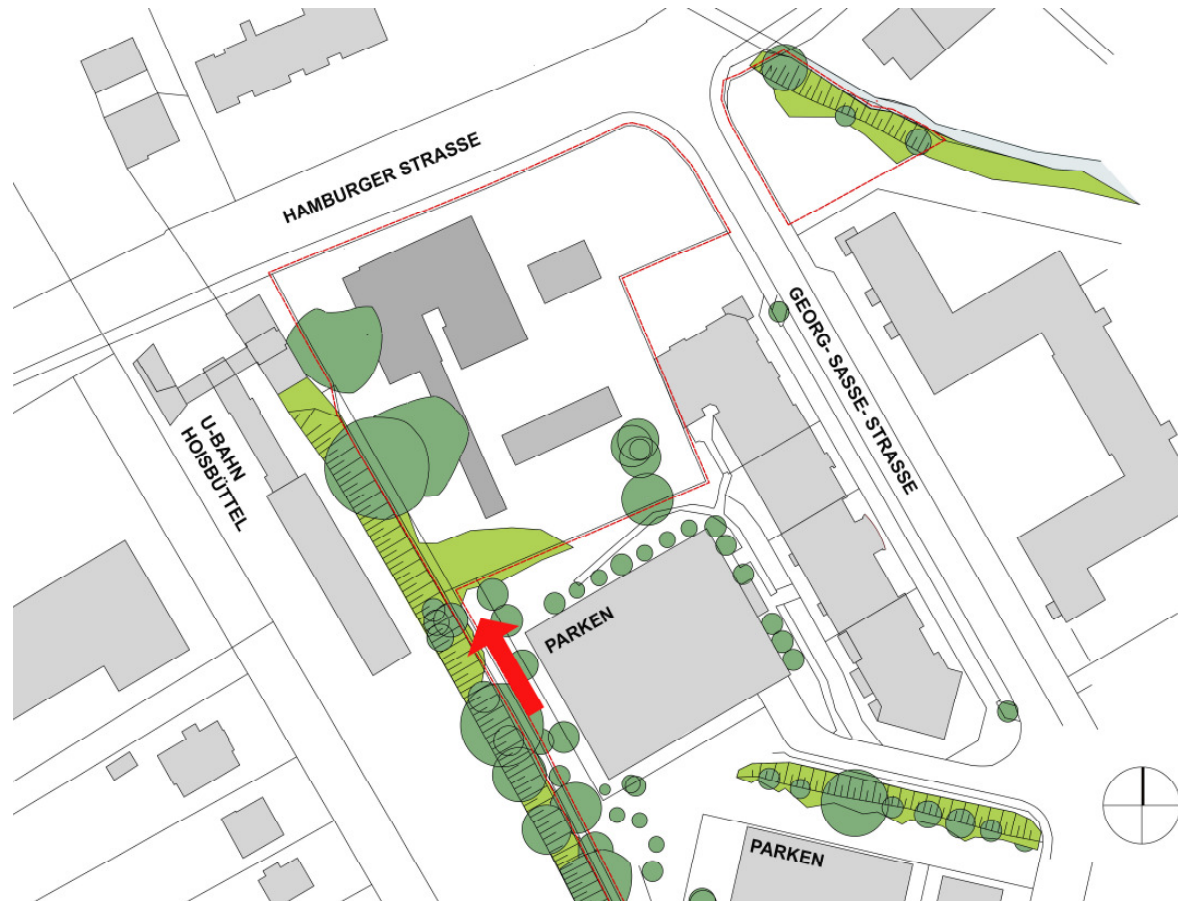 HAMBURGER STRASSE
GEORG- SASSE- STRASSE
U-BAHN
HOISBÜTTEL
PARKEN
PARKEN